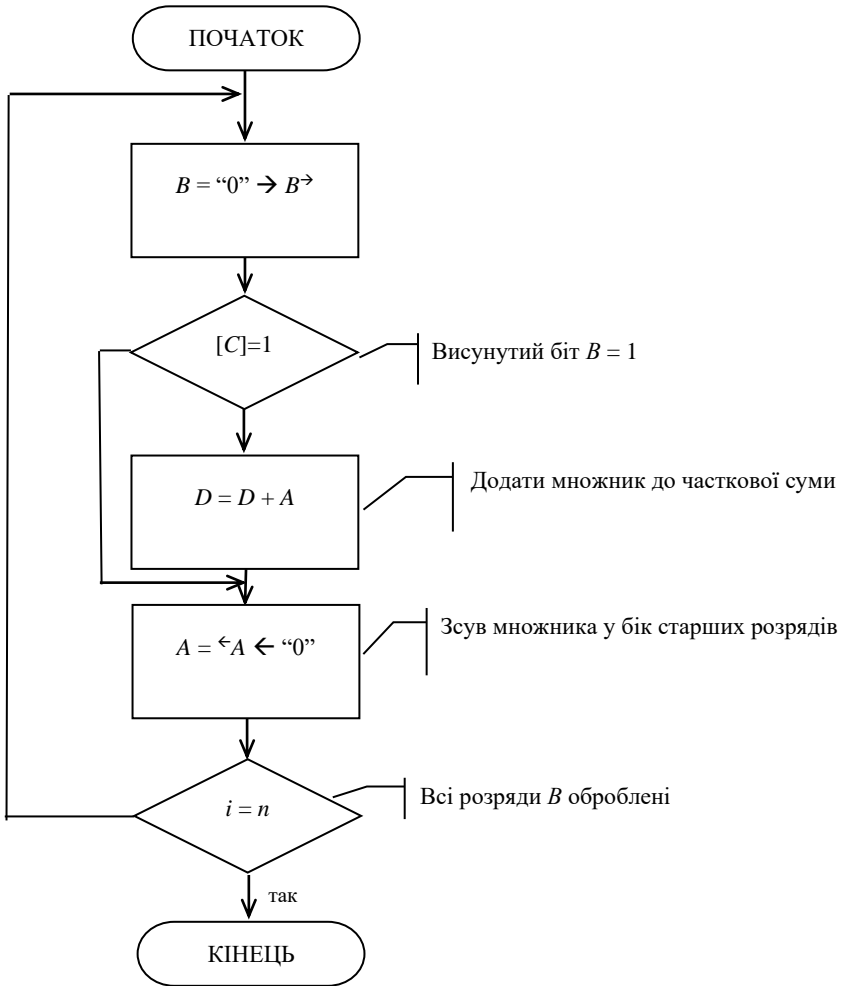 ПОЧАТОК
B = “0” → B→
[C]=1
Висунутий біт B = 1
D = D + A
Додати множник до часткової суми
A = ←A ← “0”
Зсув множника у бік старших розрядів
i = n
Всі розряди B оброблені
так
КІНЕЦЬ